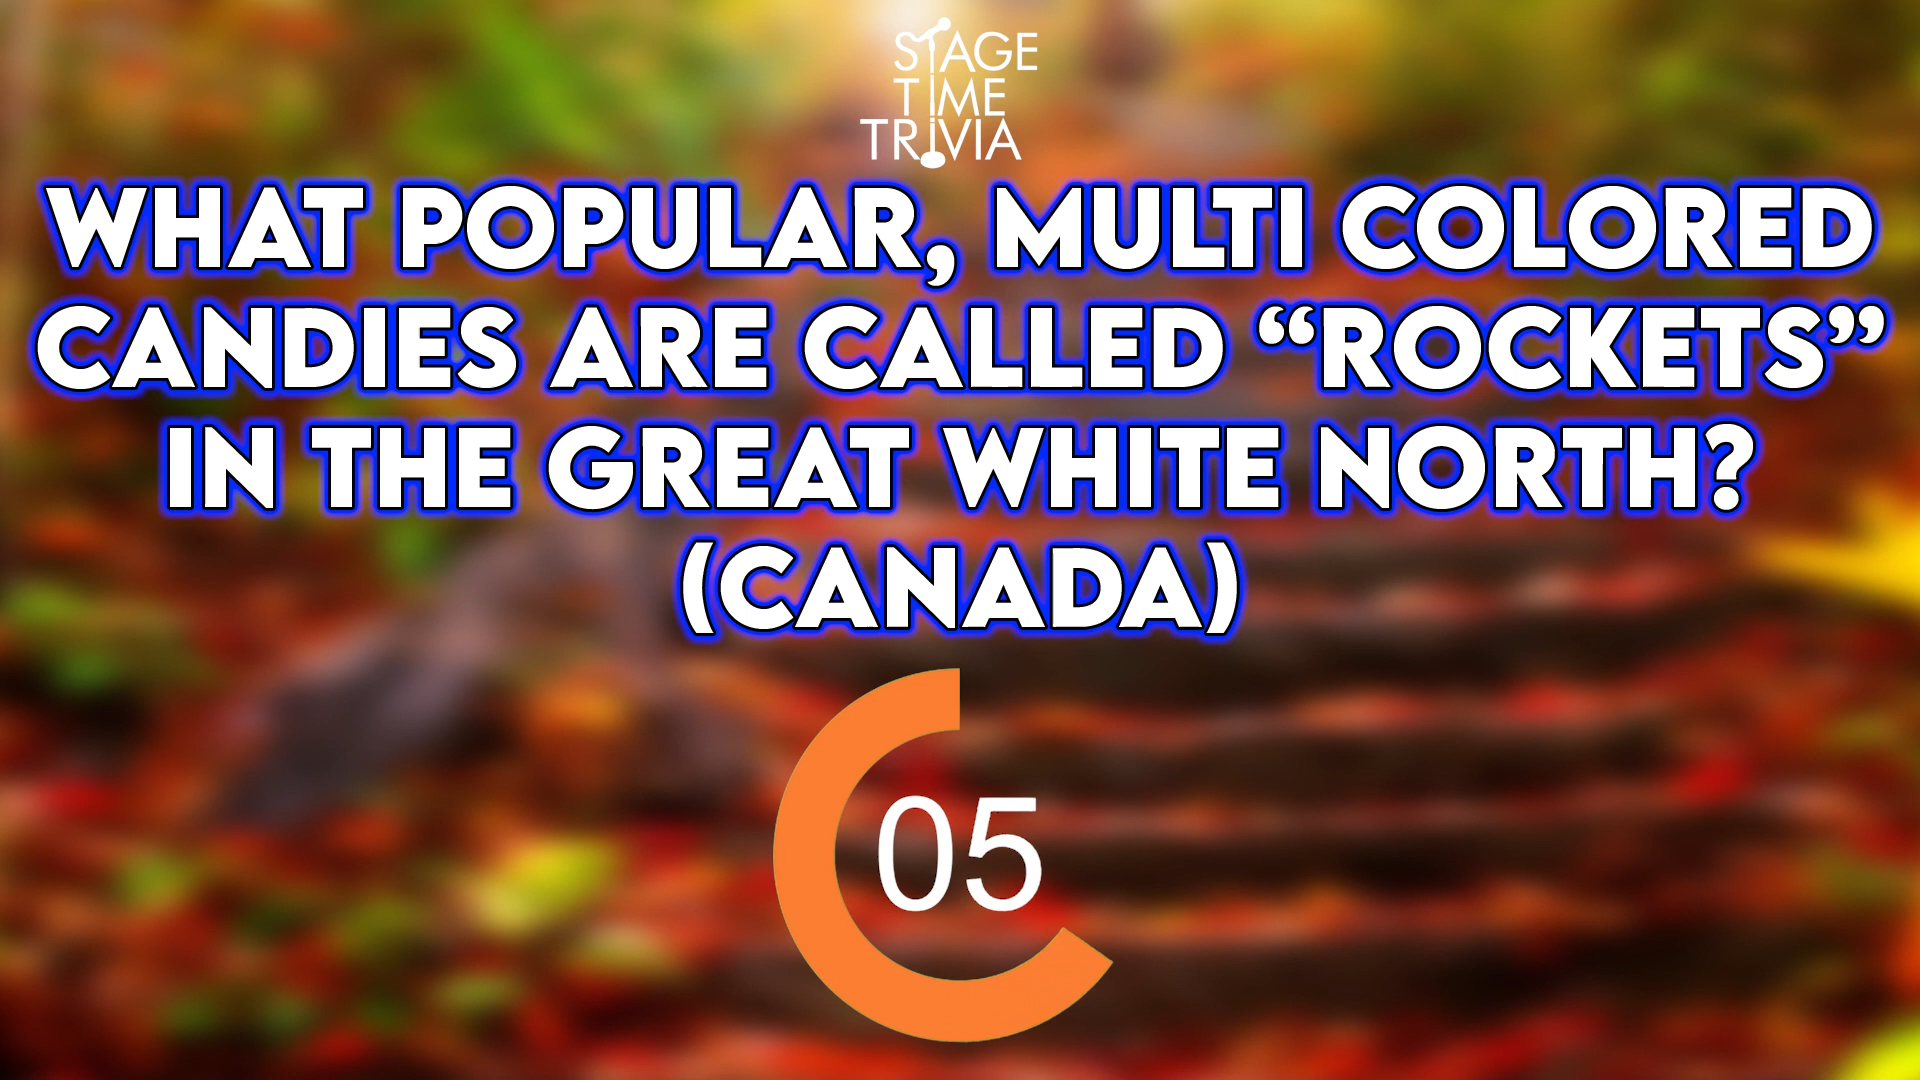 STAGE
TIME
TRIVIA
WHAT POPULAR, MULTI COLORED
CANDIES ARE CALLED “ROCKETS”
IN THE GREAT WHITE NORTH?
(CANADA)
05